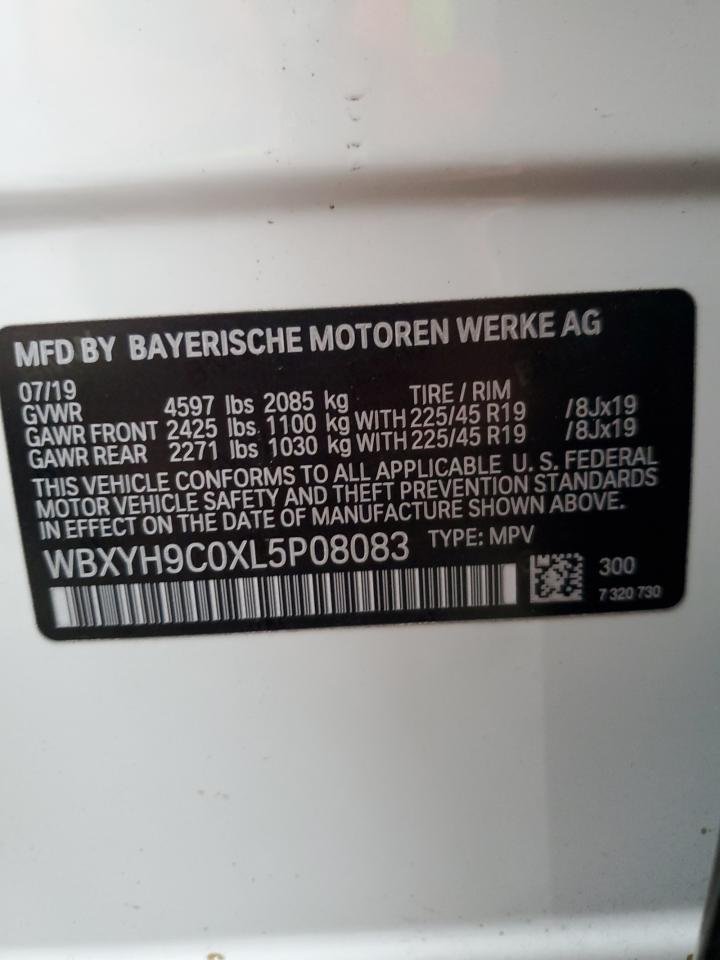 MFD BY BAYERISCHE MOTOREN WERKE AG
07/19 TIRE / RIM
GVWR 4597 lbs 2085 kg
GAWR FRONT 2425 lbs 1100 kg WITH 225/45 R19 /8Jx19
GAWR REAR 2271 lbs 1030 kg WITH 225/45 R19 /8Jx19
THIS VEHICLE CONFORMS TO ALL APPLICABLE U. S. FEDERAL
MOTOR VEHICLE SAFETY AND THEFT PREVENTION STANDARDS
IN EFFECT ON THE DATE OF MANUFACTURE SHOWN ABOVE.
WBXYH9C0XL5P08083 TYPE: MPV
300
7 320 730